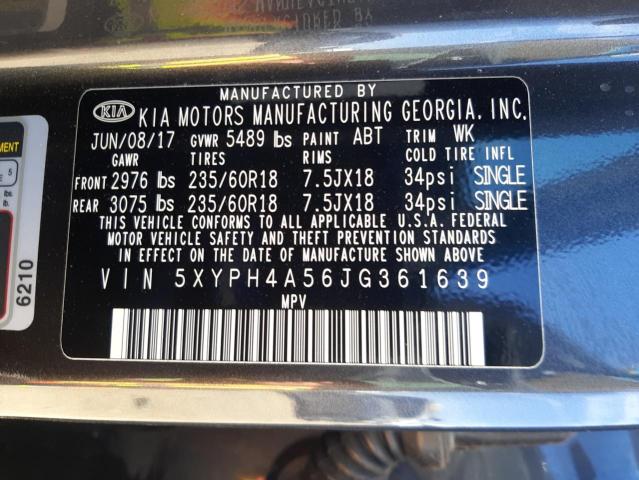 MANUFACTURED BY
KIA KIA MOTORS MANUFACTURING GEORGIA, INC.
JUN/08/17 GVWR 5489 lbs PAINT ABT TRIM WK
GAWR TIRES RIMS COLD TIRE INFL
FRONT 2976 lbs 235/60R18 7.5JX18 34psi SINGLE
REAR 3075 lbs 235/60R18 7.5JX18 34psi SINGLE
THIS VEHICLE CONFORMS TO ALL APPLICABLE U.S.A. FEDERAL
MOTOR VEHICLE SAFETY AND THEFT PREVENTION STANDARDS
IN EFFECT ON THE DATE OF MANUFACTURE SHOWN ABOVE
VIN 5XYPH4A56JG361639
MPV
5
lbs.
6210